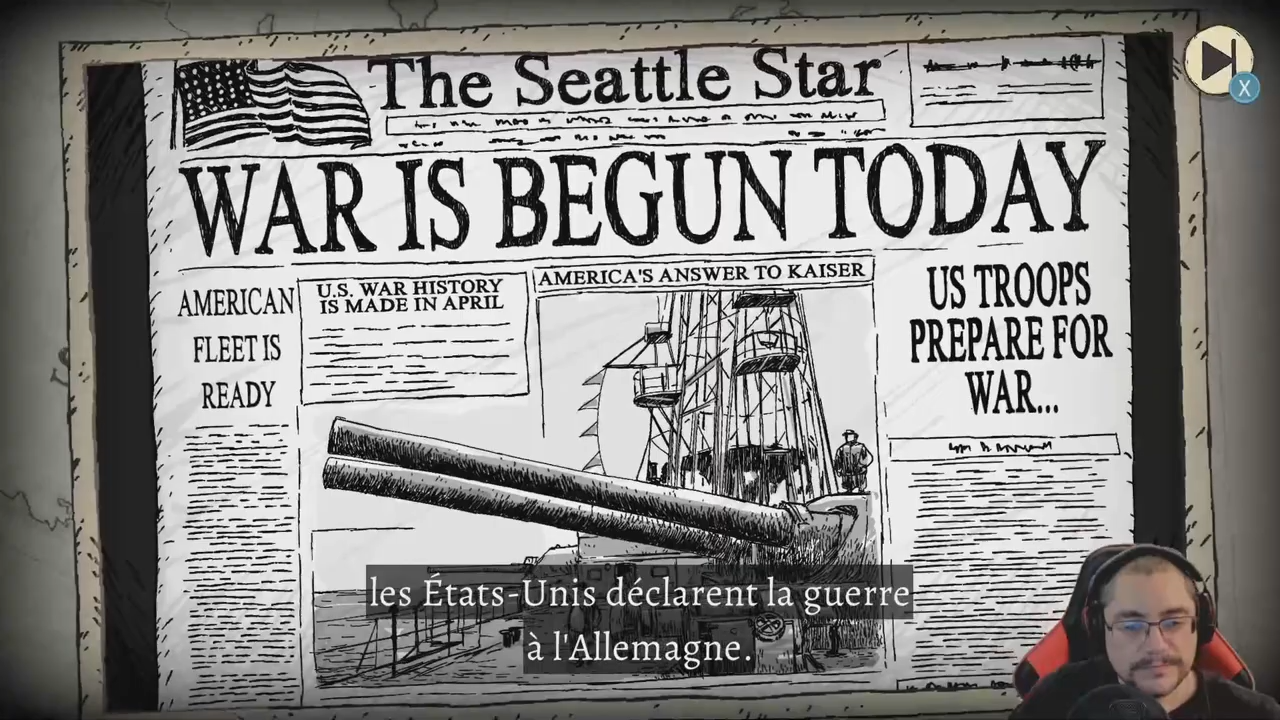 The Seattle Star
WAR IS BEGUN TODAY
AMERICAN
FLEET IS
READY
U.S. WAR HISTORY
IS MADE IN APRIL
AMERICA'S ANSWER TO KAISER
US TROOPS
PREPARE FOR
WAR...
les États-Unis déclarent la guerre
à l'Allemagne.
X